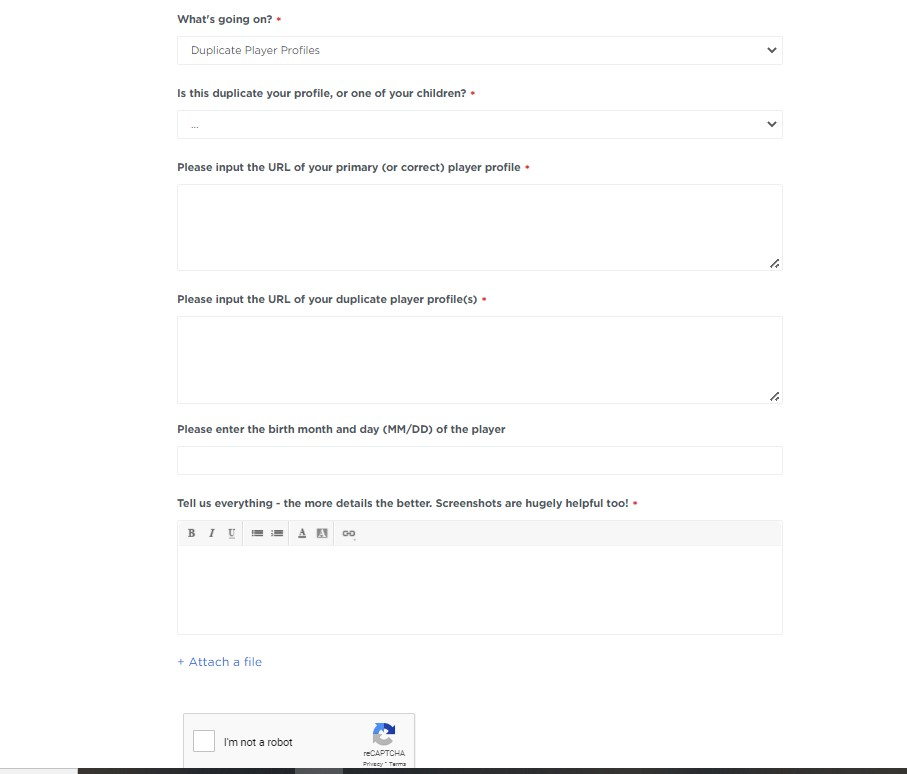 What's going on? *
Duplicate Player Profiles
Is this duplicate your profile, or one of your children? *
...
Please input the URL of your primary (or correct) player profile *
Please input the URL of your duplicate player profile(s) *
Please enter the birth month and day (MM/DD) of the player
Tell us everything - the more details the better. Screenshots are hugely helpful too! *
B I U A A
+ Attach a file
I'm not a robot
reCAPTCHA
Privacy - Terms